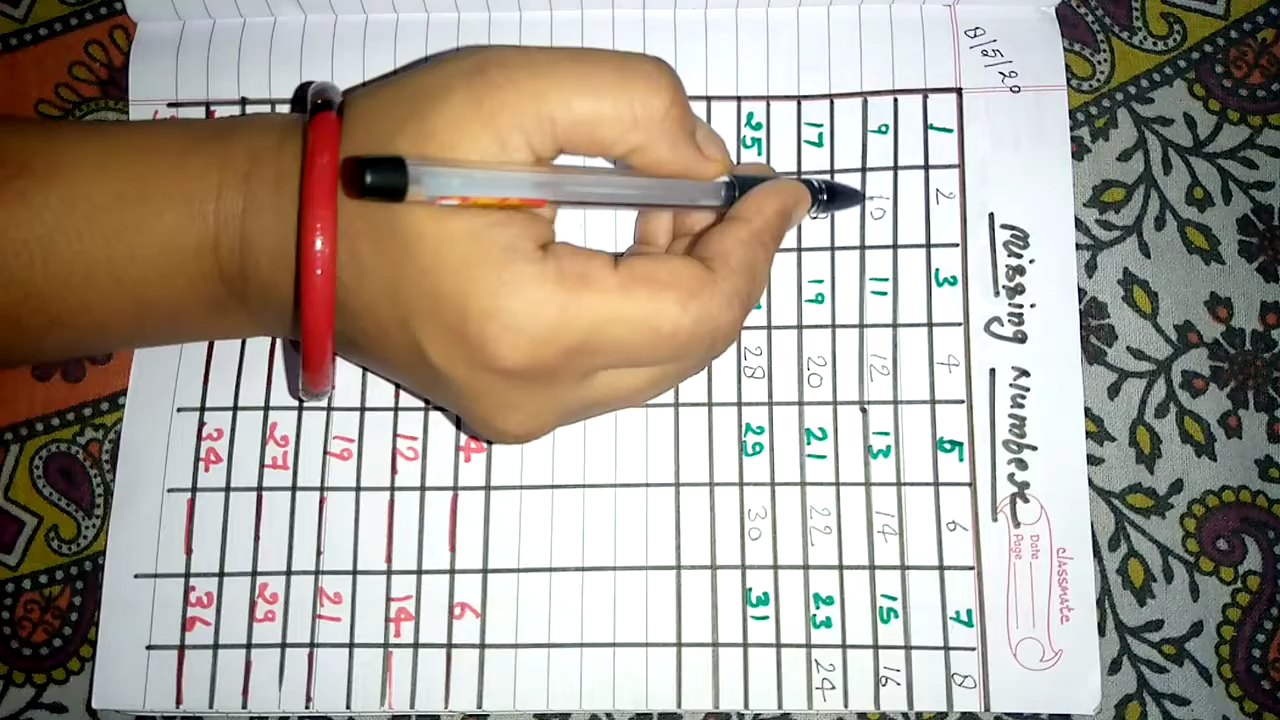 8/5/20
Missing Number
classmate
Date
Page
1 2 3 4 5 6 7 8
9 10 11 12 13 14 15 16
17 19 20 21 22 23 24
25 28 29 30 31
4 6
12 14
19 21
27 29
34 36